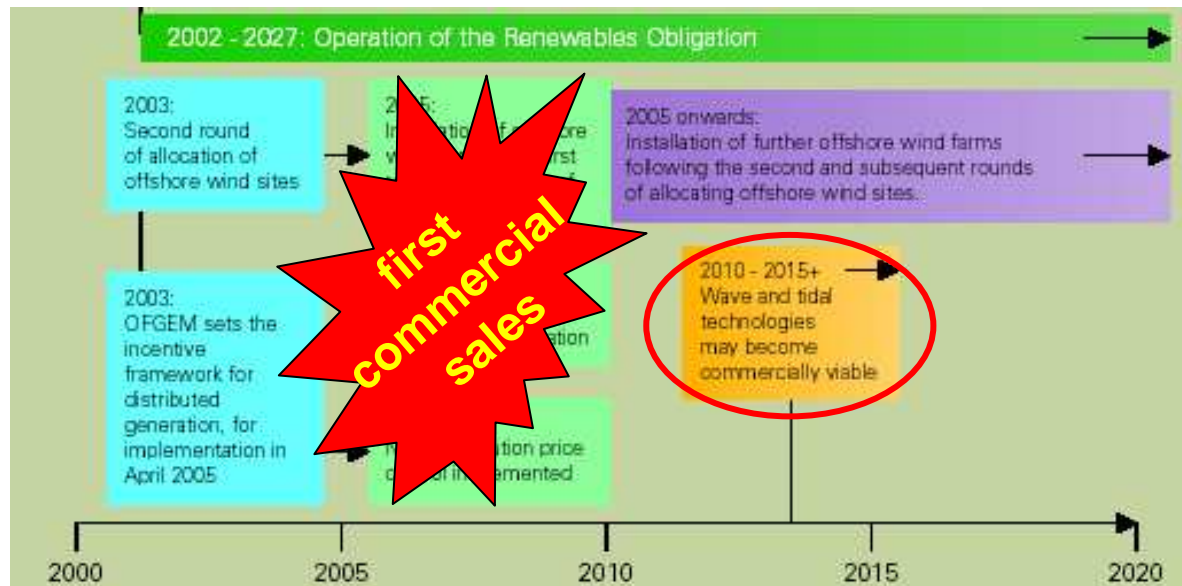 2002 - 2027: Operation of the Renewables Obligation
2003:
Second round
of allocation of
offshore wind sites
2005 onwards:
Installation of further offshore wind farms
following the second and subsequent rounds
of allocating offshore wind sites.
first
commercial
sales
2010 - 2015+
Wave and tidal
technologies
may become
commercially viable
2003:
OFGEM sets the
incentive
framework for
distributed
generation, for
implementation in
April 2005
price
2000 2005 2010 2015 2020